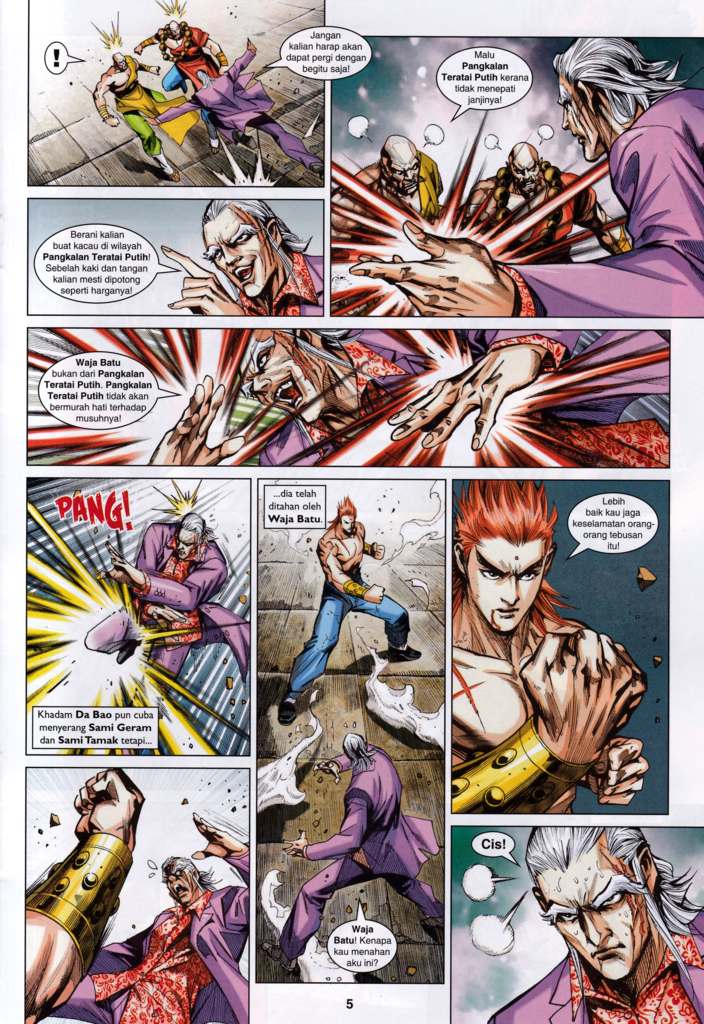 !
Jangan
kalian harap akan
dapat pergi dengan
begitu saja!
Malu
Pangkalan
Teratai Putih kerana
tidak menepati
janjinya!
Berani kalian
buat kacau di wilayah
Pangkalan Teratai Putih!
Sebelah kaki dan tangan
kalian mesti dipotong
seperti harganya!
Waja Batu
bukan dari Pangkalan
Teratai Putih. Pangkalan
Teratai Putih tidak akan
bermurah hati terhadap
musuhnya!
PANG!
Khadam Da Bao pun cuba
menyerang Sami Geram
dan Sami Tamak tetapi...
...dia telah
ditahan oleh
Waja Batu.
Waja
Batu! Kenapa
kau menahan
aku ini?
Lebih
baik kau jaga
keselamatan orang-
orang tebusan
itu!
Cis!
5